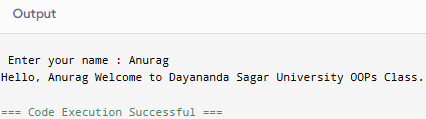 Output
Enter your name : Anurag
Hello, Anurag Welcome to Dayananda Sagar University OOPs Class.
=== Code Execution Successful ===